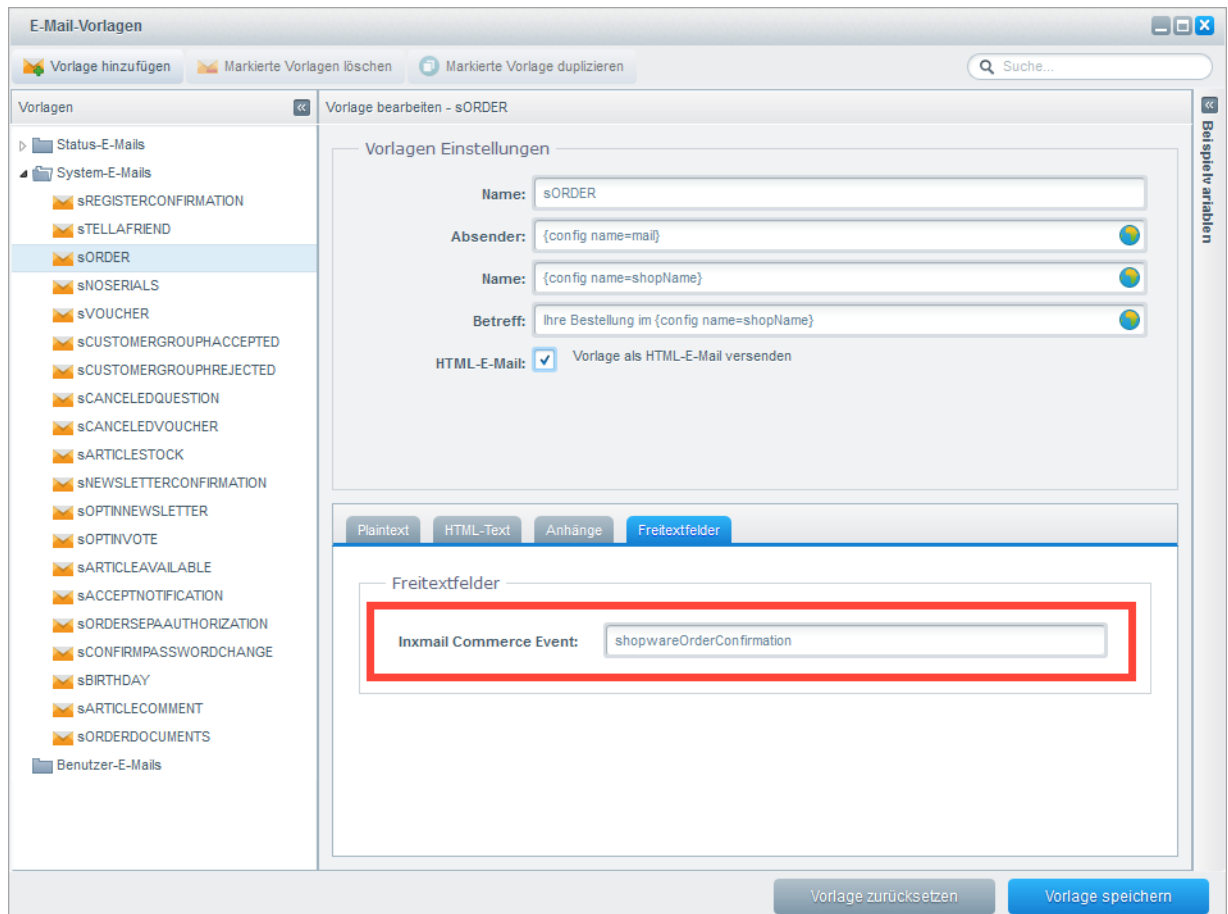 E-Mail-Vorlagen
Vorlage hinzufügen Markierte Vorlagen löschen Markierte Vorlage duplizieren Suche...
Vorlagen
Status-E-Mails
System-E-Mails
sREGISTERCONFIRMATION
sTELLAFRIEND
sORDER
sNOSERIALS
sVOUCHER
sCUSTOMERGROUPHACCEPTED
sCUSTOMERGROUPHREJECTED
sCANCELEDQUESTION
sCANCELEDVOUCHER
sARTICLESTOCK
sNEWSLETTERCONFIRMATION
sOPTINNEWSLETTER
sOPTINVOTE
sARTICLEAVAILABLE
sACCEPTNOTIFICATION
sORDERSEPAAUTHORIZATION
sCONFIRMPASSWORDCHANGE
sBIRTHDAY
sARTICLECOMMENT
sORDERDOCUMENTS
Benutzer-E-Mails
Vorlage bearbeiten - sORDER
Vorlagen Einstellungen
Name: sORDER
Absender: {config name=mail}
Name: {config name=shopName}
Betreff: Ihre Bestellung im {config name=shopName}
HTML-E-Mail: Vorlage als HTML-E-Mail versenden
Plaintext HTML-Text Anhänge Freitextfelder
Freitextfelder
Inxmail Commerce Event: shopwareOrderConfirmation
Beispielvariablen
Vorlage zurücksetzen Vorlage speichern